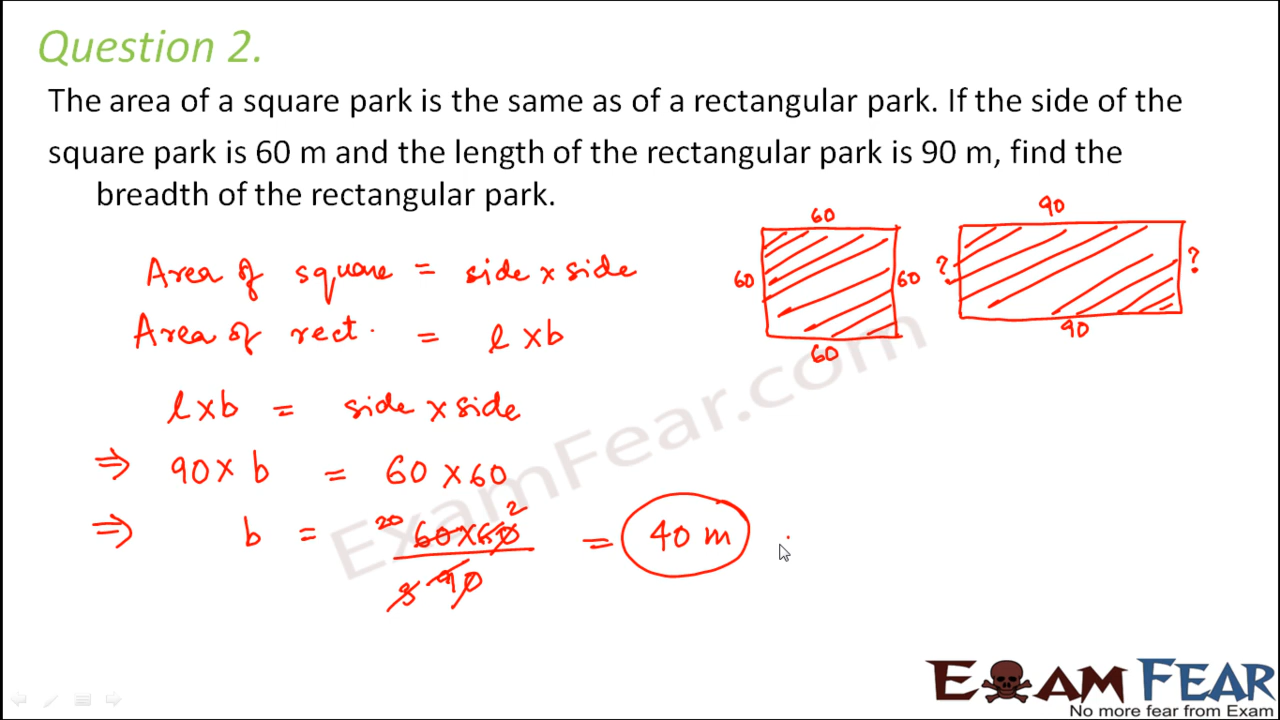 Question 2.
The area of a square park is the same as of a rectangular park. If the side of the
square park is 60 m and the length of the rectangular park is 90 m, find the
breadth of the rectangular park.
60
60 60
60
90
? ?
90
Area of square = side x side
Area of rect. = l x b
l x b = side x side
⇒ 90 x b = 60 x 60
⇒ b = 60 x 60 / 90 = 40 m
20 2
3
ExamFear.com
EXAM FEAR
No more fear from Exam